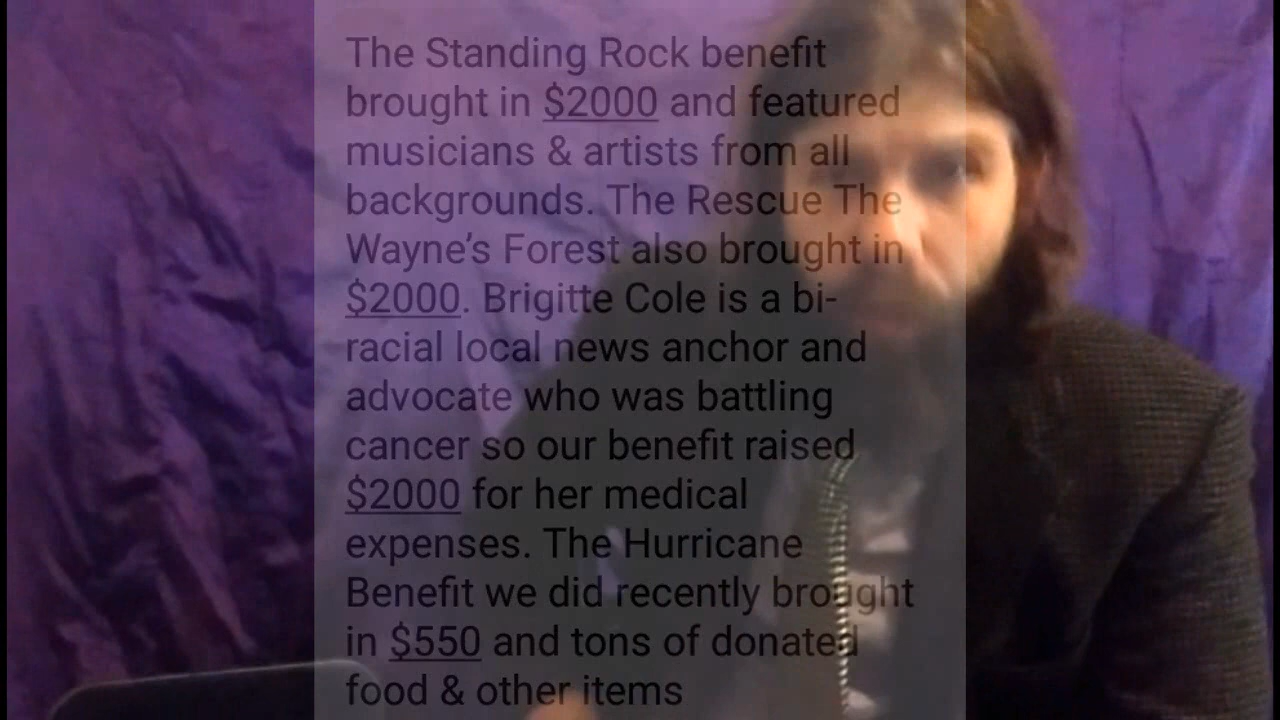 The Standing Rock benefit
brought in $2000 and featured
musicians & artists from all
backgrounds. The Rescue The
Wayne’s Forest also brought in
$2000. Brigitte Cole is a bi-
racial local news anchor and
advocate who was battling
cancer so our benefit raised
$2000 for her medical
expenses. The Hurricane
Benefit we did recently brought
in $550 and tons of donated
food & other items